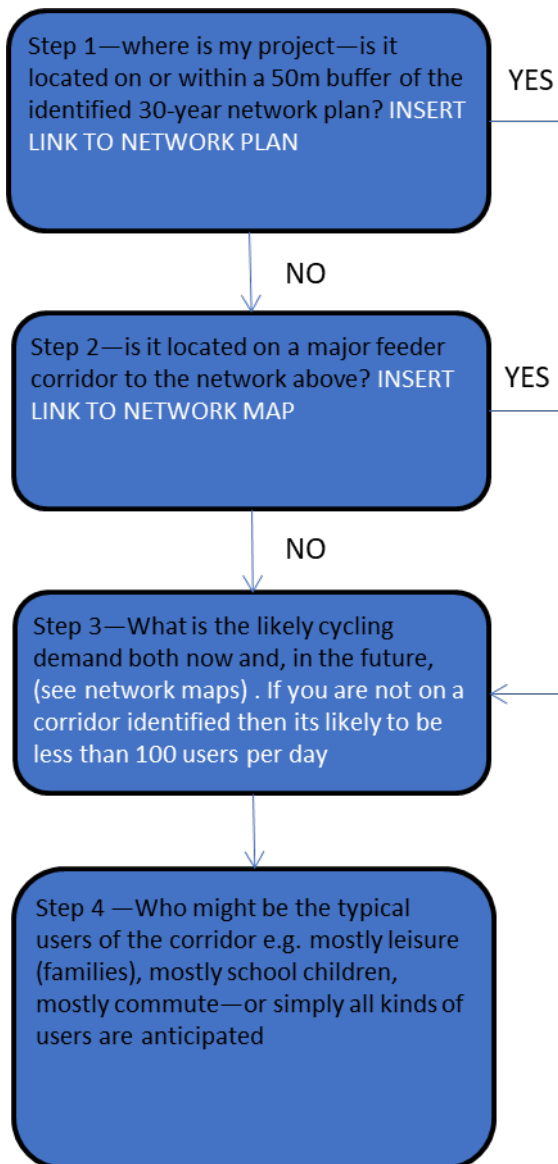 Step 1—where is my project—is it
located on or within a 50m buffer of the
identified 30-year network plan? INSERT
LINK TO NETWORK PLAN
YES
NO
Step 2—is it located on a major feeder
corridor to the network above? INSERT
LINK TO NETWORK MAP
YES
NO
Step 3—What is the likely cycling
demand both now and, in the future,
(see network maps) . If you are not on a
corridor identified then its likely to be
less than 100 users per day
Step 4 —Who might be the typical
users of the corridor e.g. mostly leisure
(families), mostly school children,
mostly commute—or simply all kinds of
users are anticipated